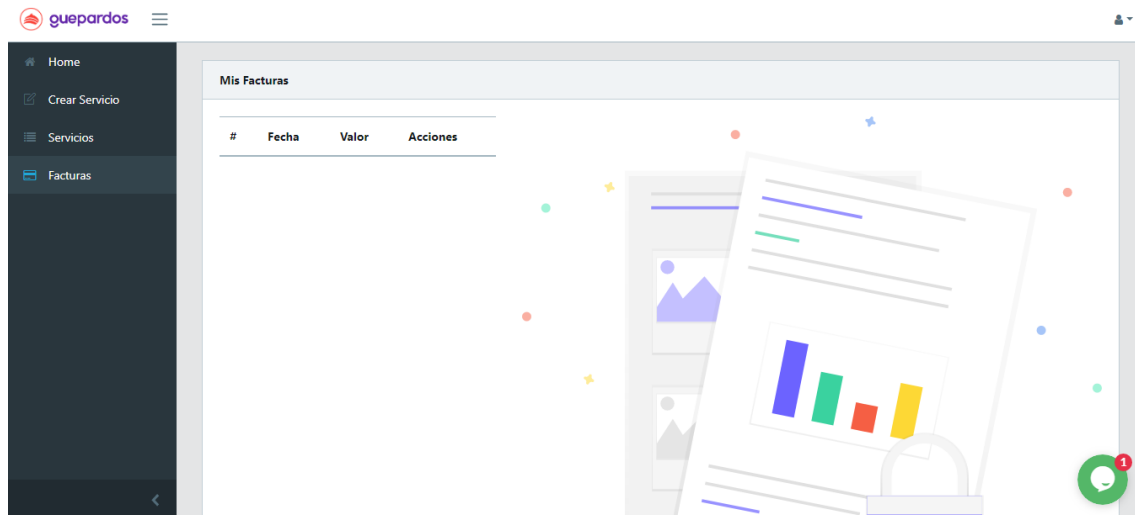 guepardos
Home
Crear Servicio
Servicios
Facturas
Mis Facturas
# Fecha Valor Acciones
1